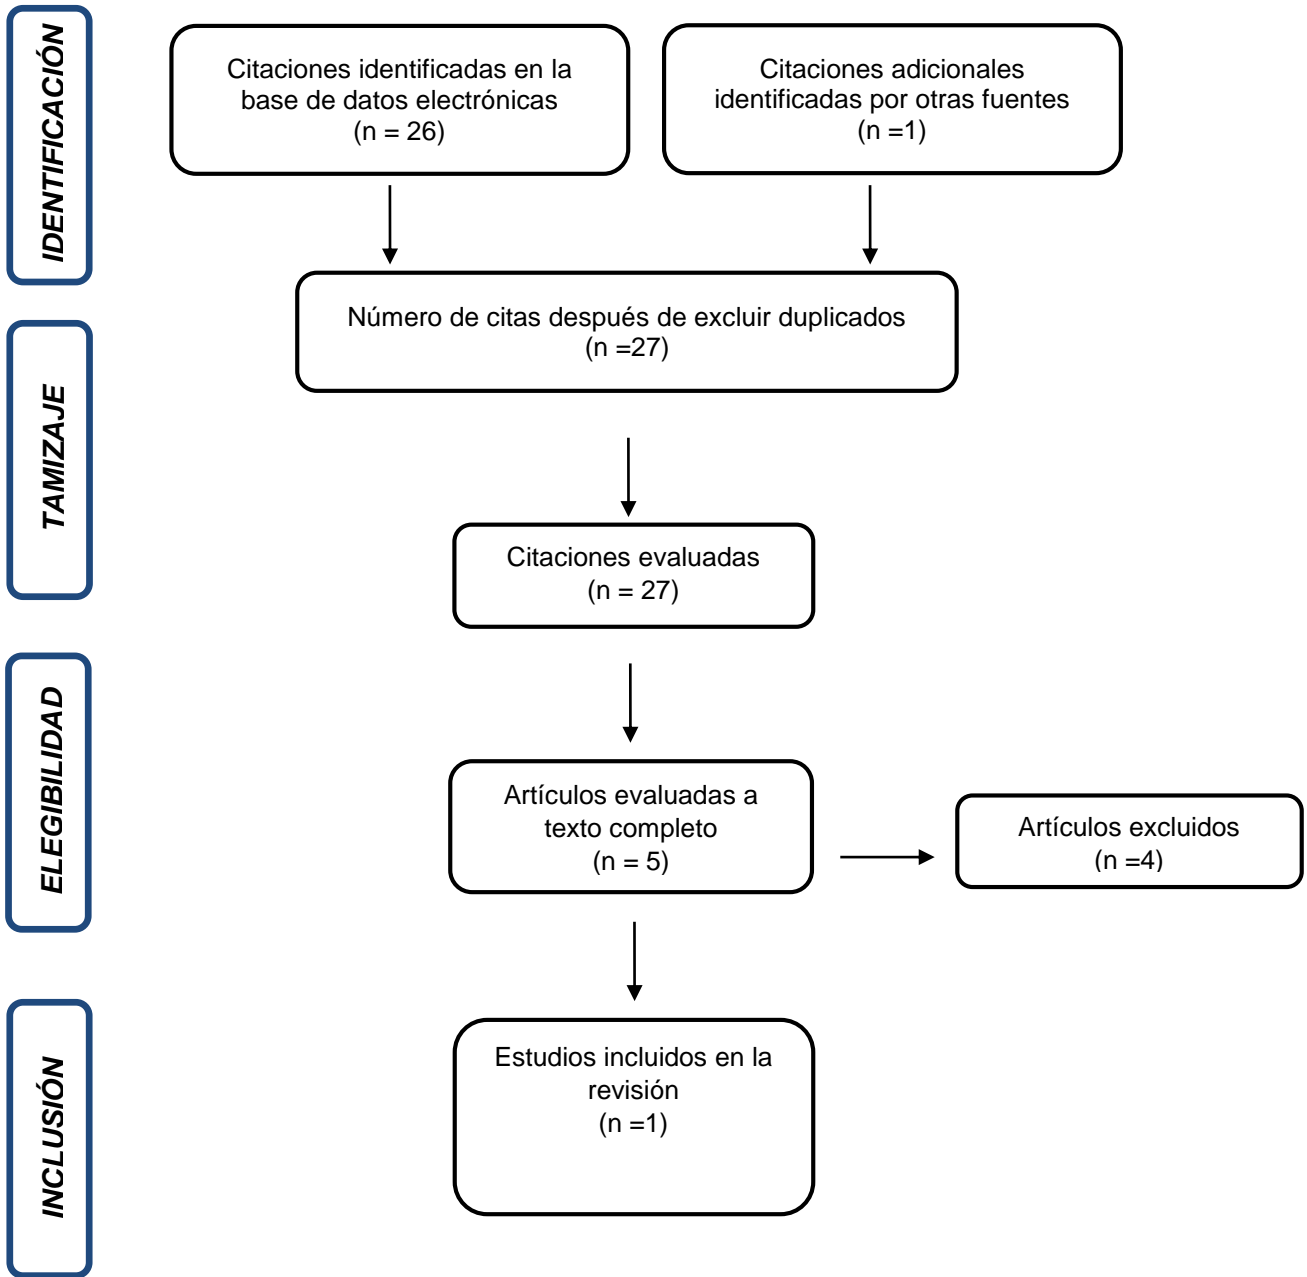 IDENTIFICACIÓN
Citaciones identificadas en la
base de datos electrónicas
(n = 26)
Citaciones adicionales
identificadas por otras fuentes
(n =1)
Número de citas después de excluir duplicados
(n =27)
TAMIZAJE
Citaciones evaluadas
(n = 27)
ELEGIBILIDAD
Artículos evaluadas a
texto completo
(n = 5)
Artículos excluidos
(n =4)
INCLUSIÓN
Estudios incluidos en la
revisión
(n =1)